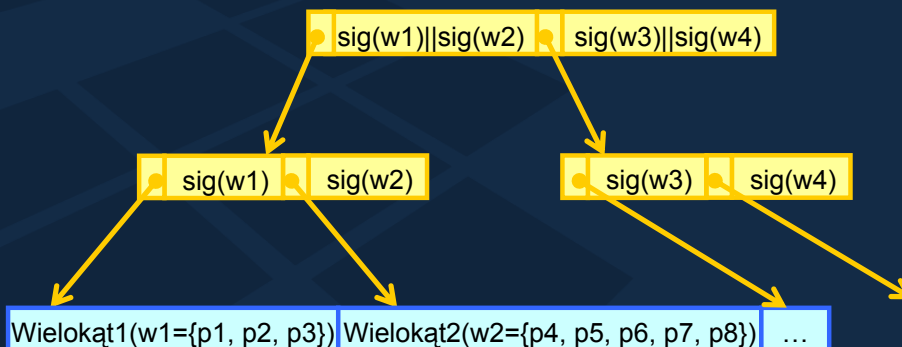 sig(w1)||sig(w2) sig(w3)||sig(w4)
sig(w1) sig(w2) sig(w3) sig(w4)
Wielokąt1(w1={p1, p2, p3}) Wielokąt2(w2={p4, p5, p6, p7, p8}) …